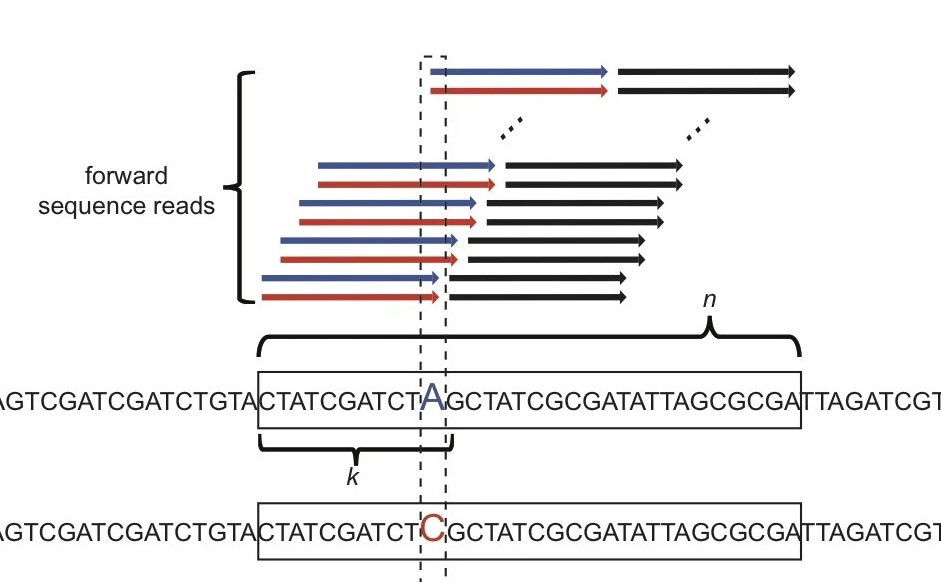 forward
sequence reads
n
AGTCGATCGATCTGTACTATCGATCTAGCTATCGCGATATTAGCGCGATTAGATCGT
k
AGTCGATCGATCTGTACTATCGATCTCGCTATCGCGATATTAGCGCGATTAGATCGT